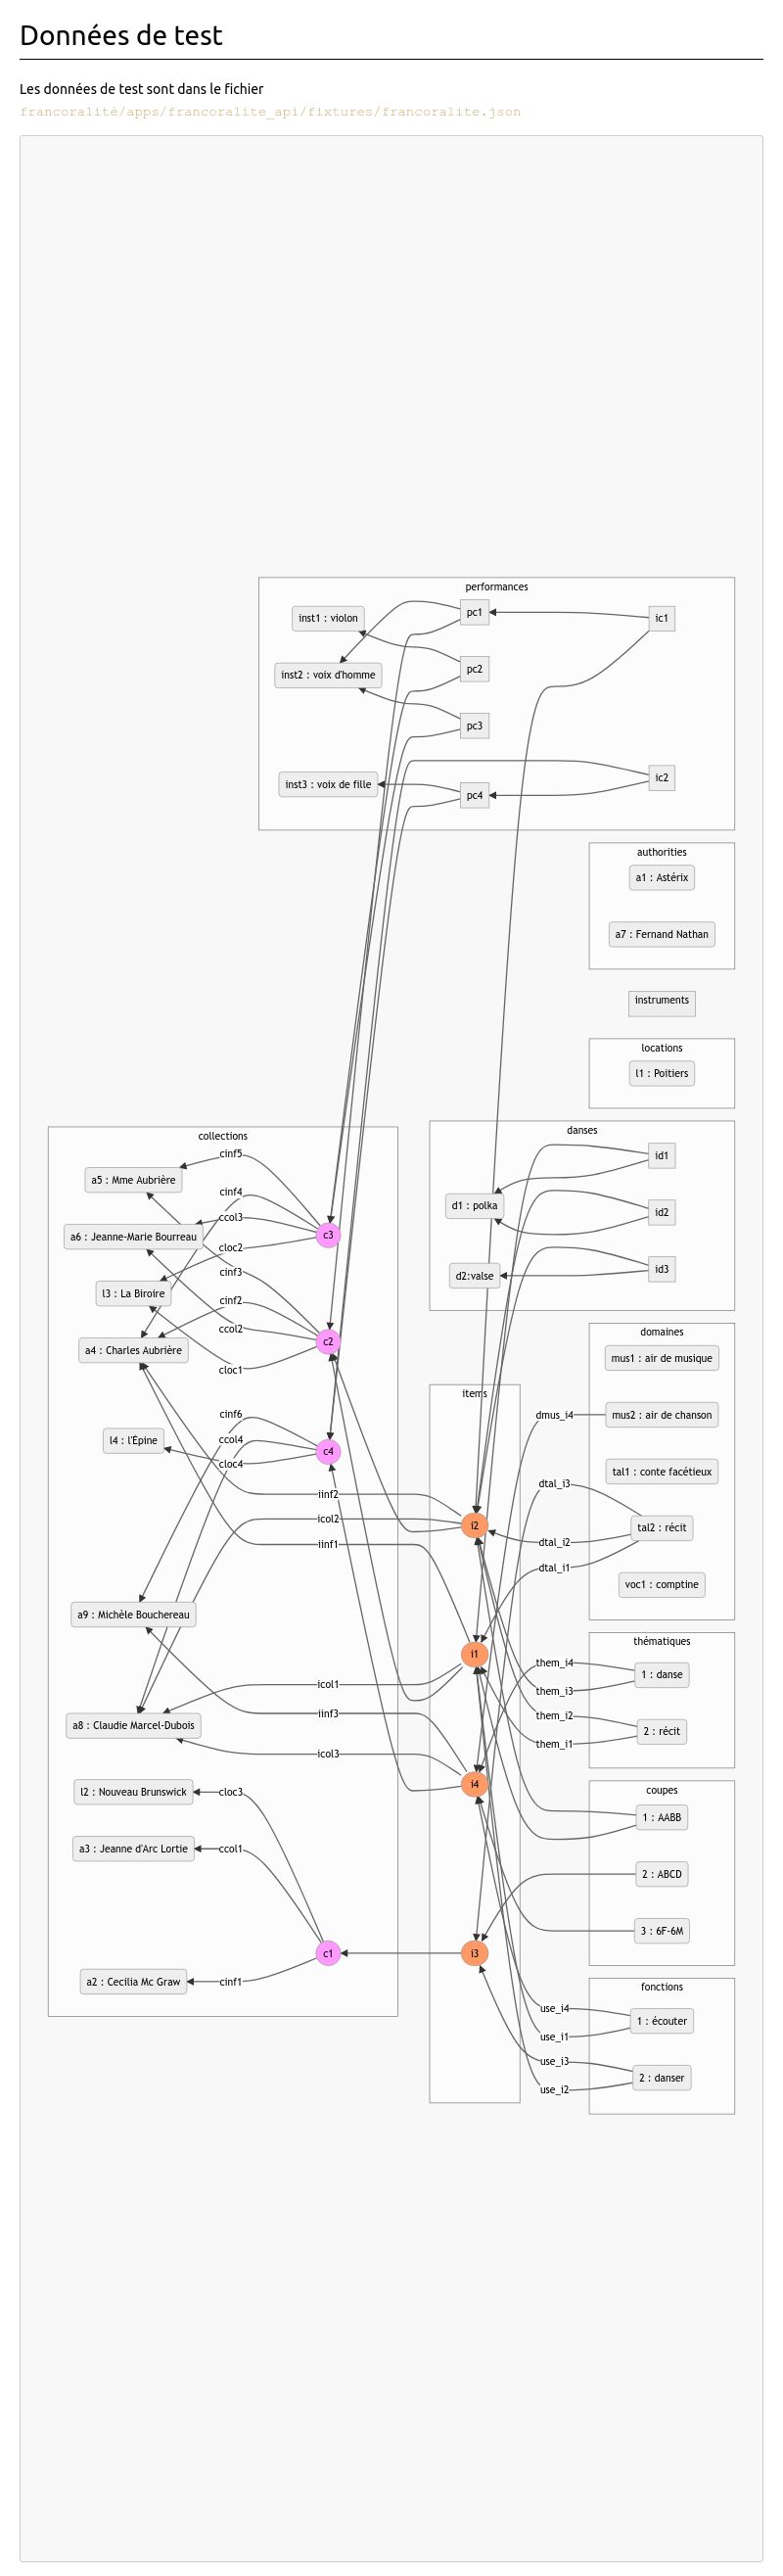 Données de test
Les données de test sont dans le fichier
francoralité/apps/francoralite_api/fixtures/francoralite.json
performances
inst1 : violon
pc1
ic1
inst2 : voix d'homme
pc2
pc3
inst3 : voix de fille
pc4
ic2
authorities
a1 : Astérix
a7 : Fernand Nathan
instruments
locations
l1 : Poitiers
danses
id1
d1 : polka
id2
d2:valse
id3
collections
cinf5
a5 : Mme Aubrière
cinf4
ccol3
a6 : Jeanne-Marie Bourreau
c3
cloc2
cinf3
l3 : La Biroire
cinf2
ccol2
c2
a4 : Charles Aubrière
cloc1
cinf6
l4 : l'Épine
ccol4
c4
cloc4
iinf2
icol2
iinf1
a9 : Michèle Bouchereau
icol1
iinf3
a8 : Claudie Marcel-Dubois
icol3
l2 : Nouveau Brunswick
cloc3
a3 : Jeanne d'Arc Lortie
ccol1
c1
a2 : Cecilia Mc Graw
cinf1
items
i2
i1
i4
i3
domaines
mus1 : air de musique
dmus_i4
mus2 : air de chanson
tal1 : conte facétieux
dtal_i3
tal2 : récit
dtal_i2
dtal_i1
voc1 : comptine
thématiques
them_i4
1 : danse
them_i3
them_i2
2 : récit
them_i1
coupes
1 : AABB
2 : ABCD
3 : 6F-6M
fonctions
use_i4
1 : écouter
use_i1
use_i3
2 : danser
use_i2